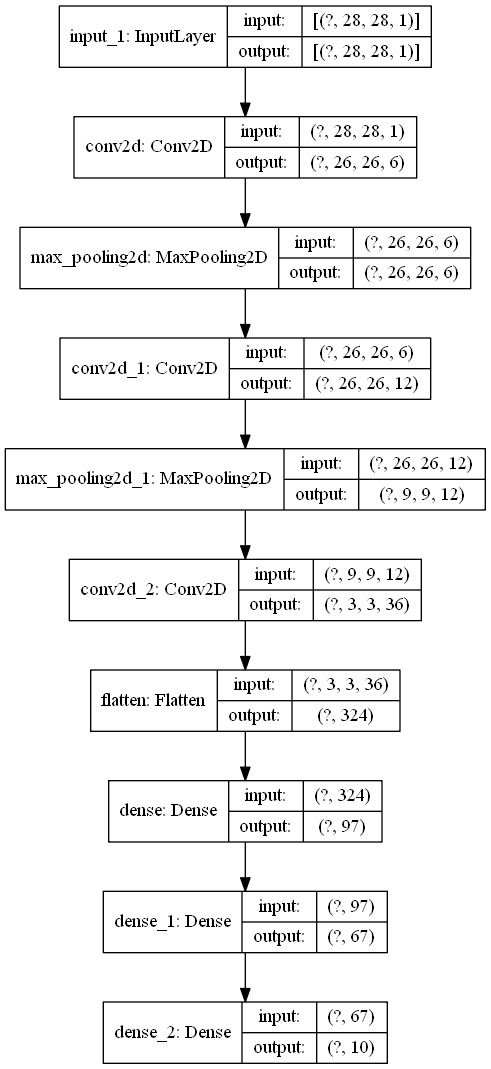 input_1: InputLayer
input: [(?, 28, 28, 1)]
output: [(?, 28, 28, 1)]
conv2d: Conv2D
input: (?, 28, 28, 1)
output: (?, 26, 26, 6)
max_pooling2d: MaxPooling2D
input: (?, 26, 26, 6)
output: (?, 26, 26, 6)
conv2d_1: Conv2D
input: (?, 26, 26, 6)
output: (?, 26, 26, 12)
max_pooling2d_1: MaxPooling2D
input: (?, 26, 26, 12)
output: (?, 9, 9, 12)
conv2d_2: Conv2D
input: (?, 9, 9, 12)
output: (?, 3, 3, 36)
flatten: Flatten
input: (?, 3, 3, 36)
output: (?, 324)
dense: Dense
input: (?, 324)
output: (?, 97)
dense_1: Dense
input: (?, 97)
output: (?, 67)
dense_2: Dense
input: (?, 67)
output: (?, 10)